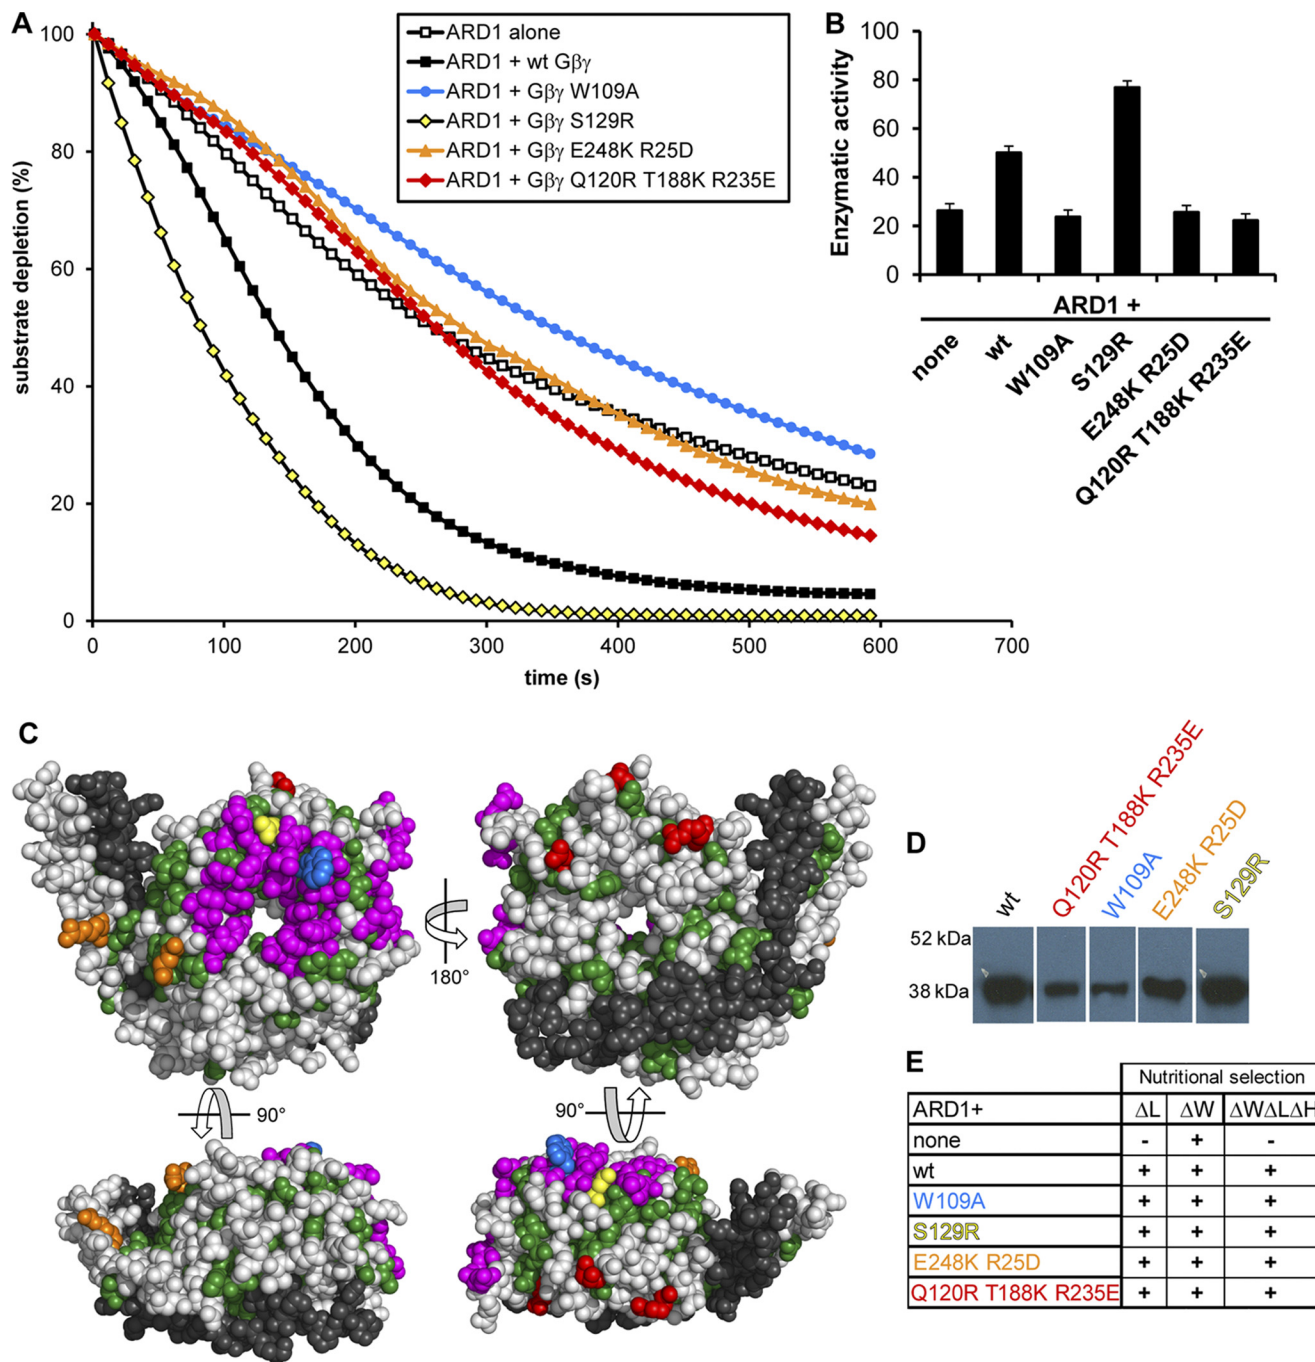 A
100
80
60
40
20
0
substrate depletion (%)
0 100 200 300 400 500 600 700
time (s)
ARD1 alone
ARD1 + wt Gβγ
ARD1 + Gβγ W109A
ARD1 + Gβγ S129R
ARD1 + Gβγ E248K R25D
ARD1 + Gβγ Q120R T188K R235E
B
Enzymatic activity
100
80
60
40
20
0
ARD1 +
none
wt
W109A
S129R
E248K R25D
Q120R T188K R235E
C
180°
90°
90°
D
wt
Q120R T188K R235E
W109A
E248K R25D
S129R
52 kDa
38 kDa
E
Nutritional selection
ARD1+ ΔL ΔW ΔWΔLΔH
none - + -
wt + + +
W109A + + +
S129R + + +
E248K R25D + + +
Q120R T188K R235E + + +